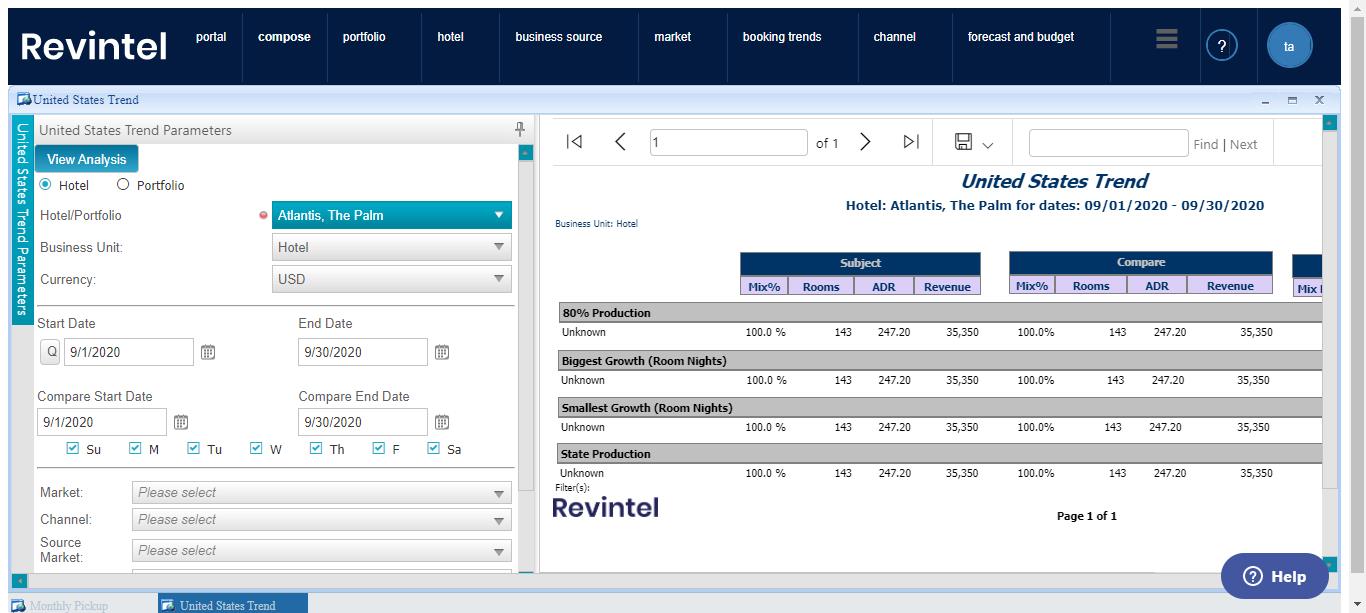 Revintel portal compose portfolio hotel business source market booking trends channel forecast and budget ? ta
United States Trend
United States Trend Parameters
United States Trend Parameters
View Analysis
Hotel Portfolio
Hotel/Portfolio Atlantis, The Palm
Business Unit: Hotel
Currency: USD
Start Date End Date
Q 9/1/2020 9/30/2020
Compare Start Date Compare End Date
9/1/2020 9/30/2020
Su M Tu W Th F Sa
Market: Please select
Channel: Please select
Source Market: Please select
1 of 1 Find | Next
United States Trend
Hotel: Atlantis, The Palm for dates: 09/01/2020 - 09/30/2020
Business Unit: Hotel
Subject Compare
Mix% Rooms ADR Revenue Mix% Rooms ADR Revenue Mix
80% Production
Unknown 100.0 % 143 247.20 35,350 100.0% 143 247.20 35,350
Biggest Growth (Room Nights)
Unknown 100.0 % 143 247.20 35,350 100.0% 143 247.20 35,350
Smallest Growth (Room Nights)
Unknown 100.0 % 143 247.20 35,350 100.0% 143 247.20 35,350
State Production
Unknown 100.0 % 143 247.20 35,350 100.0% 143 247.20 35,350
Filter(s):
Revintel
Page 1 of 1
? Help
Monthly Pickup United States Trend